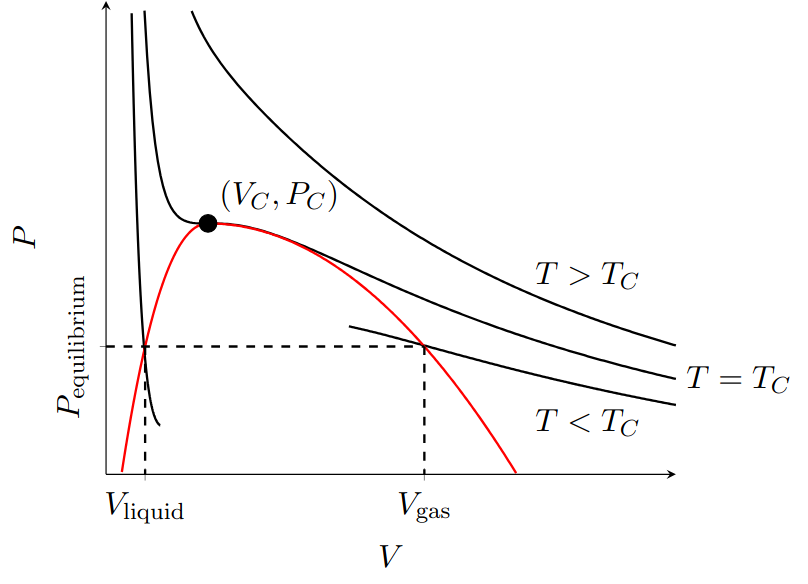 P
(V_C, P_C)
T > T_C
P_equilibrium
T = T_C
T < T_C
V_liquid
V_gas
V